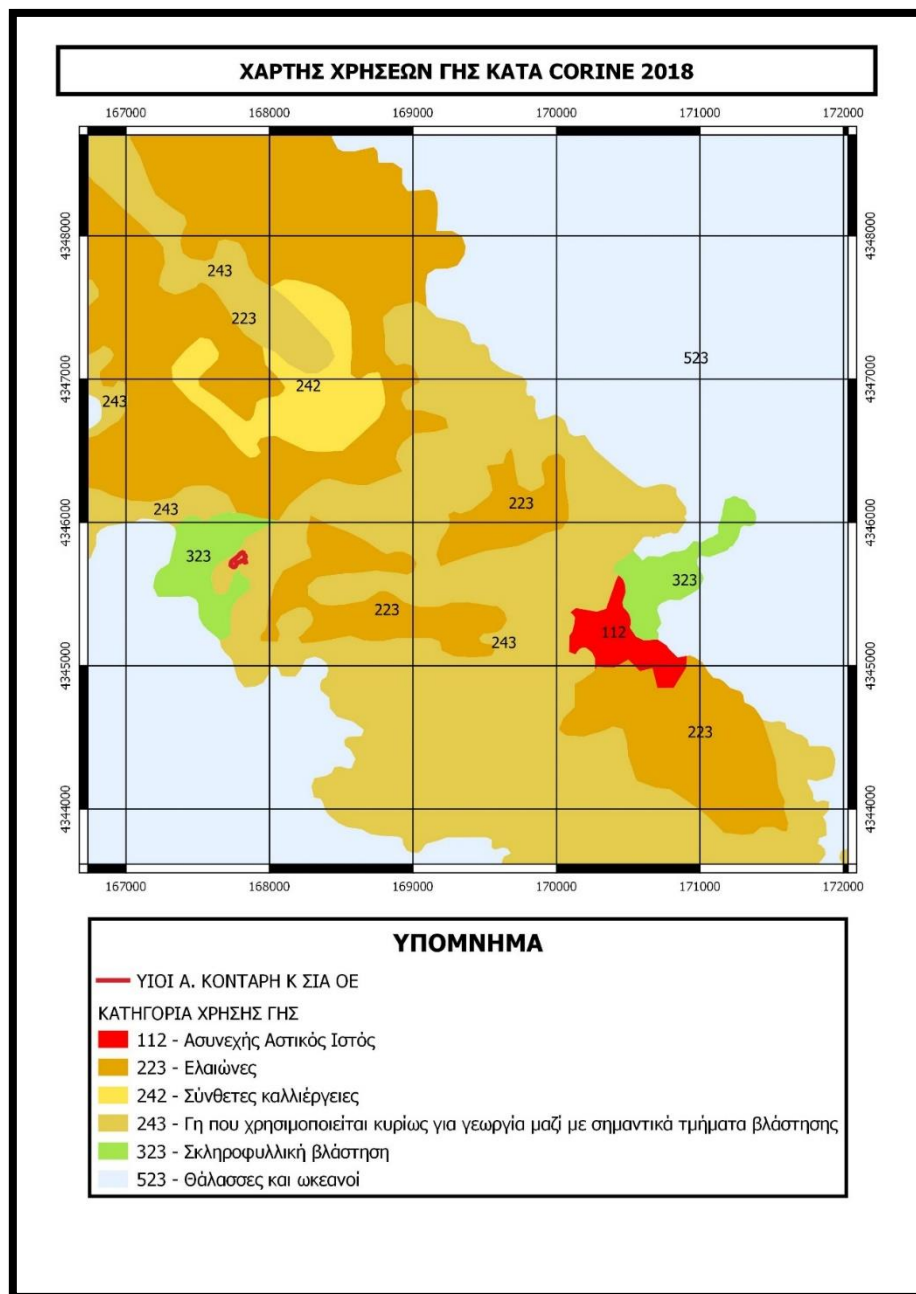 ΧΑΡΤΗΣ ΧΡΗΣΕΩΝ ΓΗΣ ΚΑΤΑ CORINE 2018
167000 168000 169000 170000 171000 172000
4348000 4348000
243
223
523
4347000 4347000
242
243
223
243
4346000 4346000
323
323
223
112
243
4345000 4345000
223
4344000 4344000
167000 168000 169000 170000 171000 172000
ΥΠΟΜΝΗΜΑ
ΥΙΟΙ Α. ΚΟΝΤΑΡΗ Κ ΣΙΑ ΟΕ
ΚΑΤΗΓΟΡΙΑ ΧΡΗΣΗΣ ΓΗΣ
112 - Ασυνεχής Αστικός Ιστός
223 - Ελαιώνες
242 - Σύνθετες καλλιέργειες
243 - Γη που χρησιμοποιείται κυρίως για γεωργία μαζί με σημαντικά τμήματα βλάστησης
323 - Σκληροφυλλική βλάστηση
523 - Θάλασσες και ωκεανοί